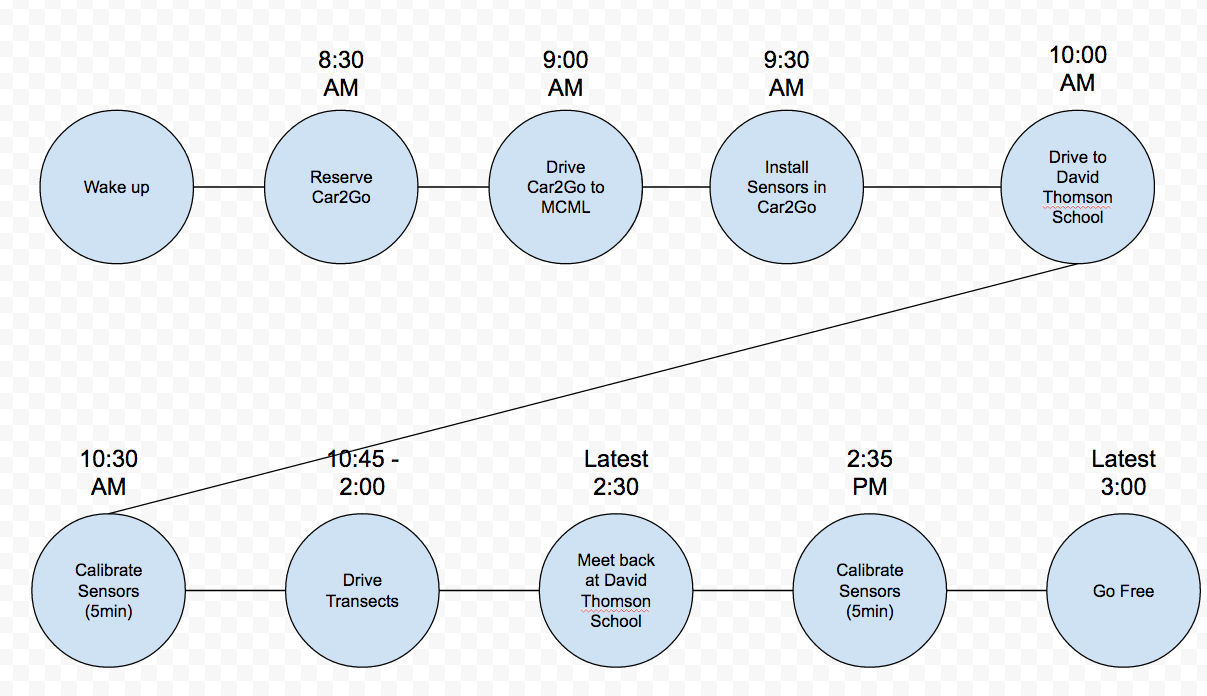 8:30
AM
9:00
AM
9:30
AM
10:00
AM
Wake up
Reserve
Car2Go
Drive
Car2Go to
MCML
Install
Sensors in
Car2Go
Drive to
David
Thomson
School
10:30
AM
10:45 -
2:00
Latest
2:30
2:35
PM
Latest
3:00
Calibrate
Sensors
(5min)
Drive
Transects
Meet back
at David
Thomson
School
Calibrate
Sensors
(5min)
Go Free